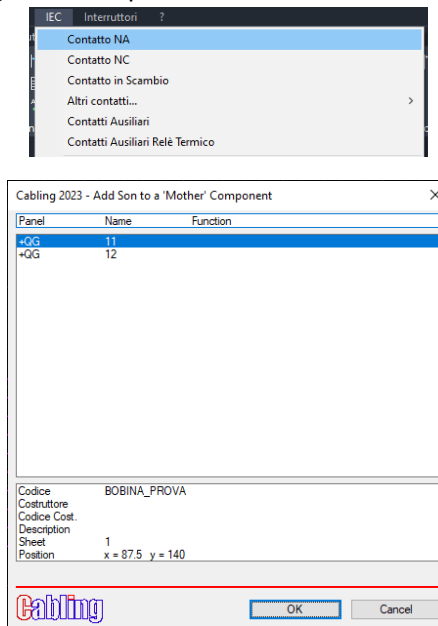 IEC Interruttori ?
Contatto NA
Contatto NC
Contatto in Scambio
Altri contatti... >
Contatti Ausiliari
Contatti Ausiliari Relè Termico
Cabling 2023 - Add Son to a 'Mother' Component
Panel Name Function
+QG 11
+QG 12
Codice BOBINA_PROVA
Costruttore
Codice Cost.
Description
Sheet 1
Position x = 87.5 y = 140
Cabling OK Cancel